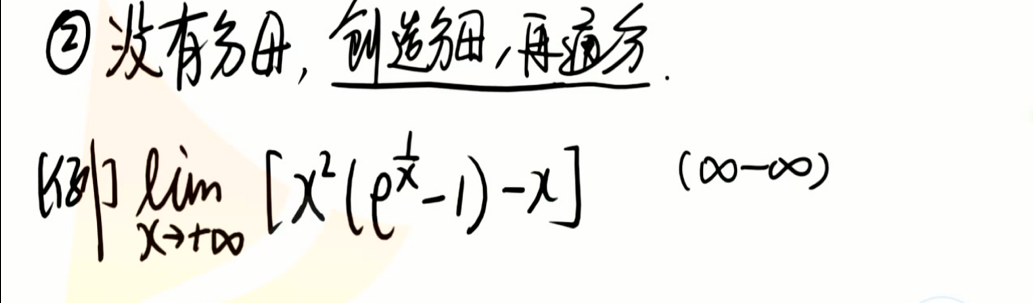 ② 没有分母, 创造分母, 再通分.
[例] lim_{x→+∞} [x²(e^{1/x}-1)-x] (∞-∞)